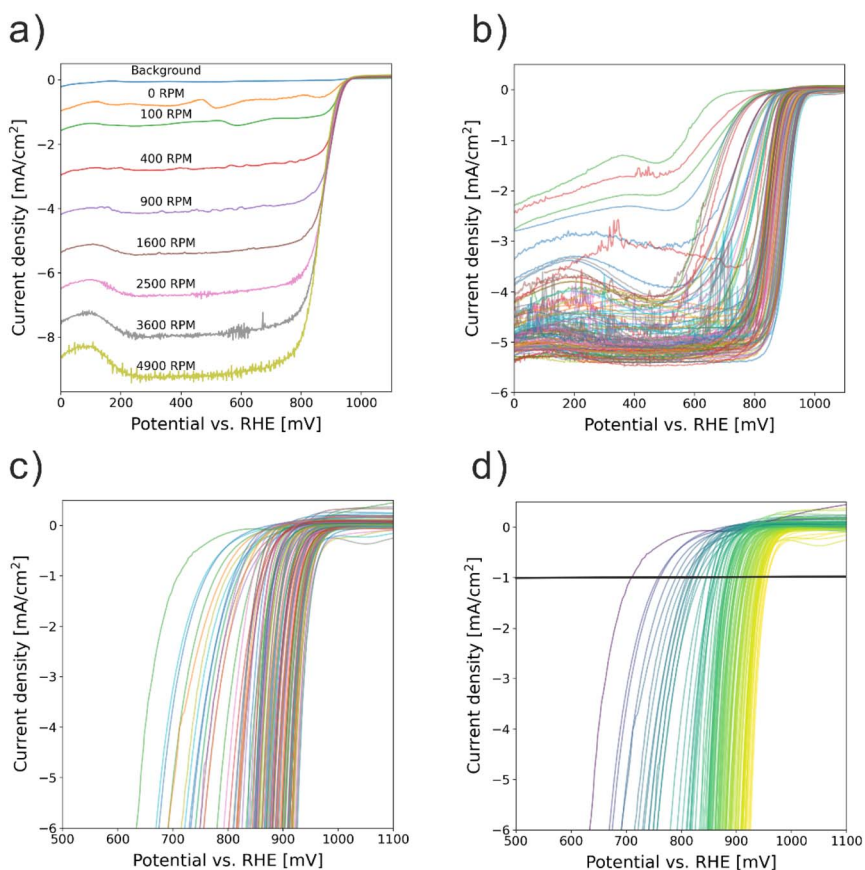 a)
Background
0 RPM
100 RPM
400 RPM
900 RPM
1600 RPM
2500 RPM
3600 RPM
4900 RPM
0
−2
−4
−6
−8
Current density [mA/cm²]
0 200 400 600 800 1000
Potential vs. RHE [mV]
b)
0
−1
−2
−3
−4
−5
−6
Current density [mA/cm²]
0 200 400 600 800 1000
Potential vs. RHE [mV]
c)
0
−1
−2
−3
−4
−5
−6
Current density [mA/cm²]
500 600 700 800 900 1000 1100
Potential vs. RHE [mV]
d)
0
−1
−2
−3
−4
−5
−6
Current density [mA/cm²]
500 600 700 800 900 1000 1100
Potential vs. RHE [mV]